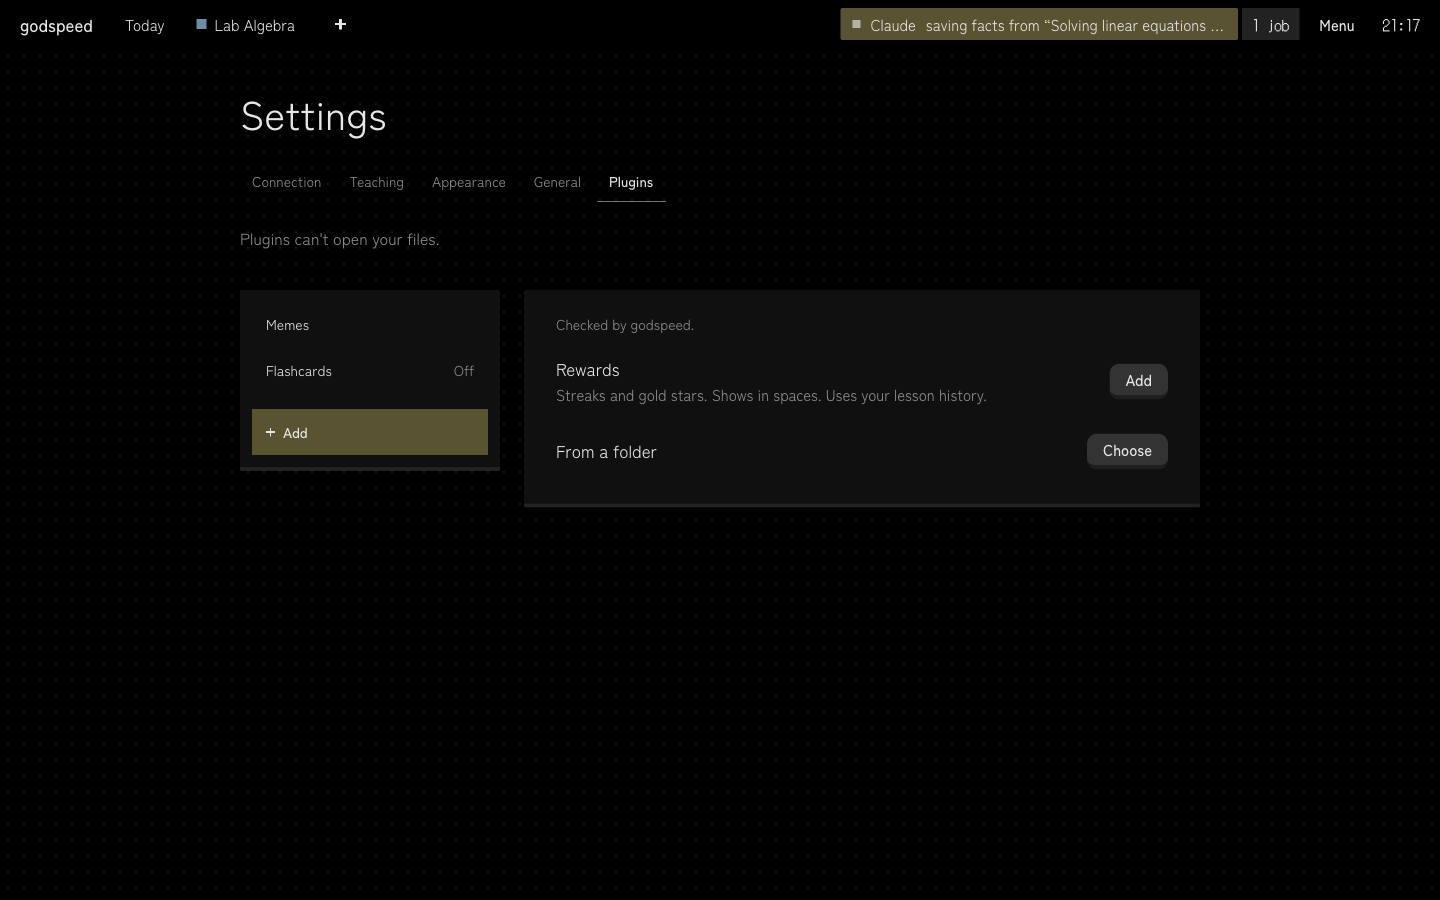 godspeed
Today
Lab Algebra
+
Claude saving facts from “Solving linear equations ...
1 job
Menu
21:17
Settings
Connection
Teaching
Appearance
General
Plugins
Plugins can't open your files.
Memes
Flashcards
Off
+ Add
Checked by godspeed.
Rewards
Streaks and gold stars. Shows in spaces. Uses your lesson history.
Add
From a folder
Choose